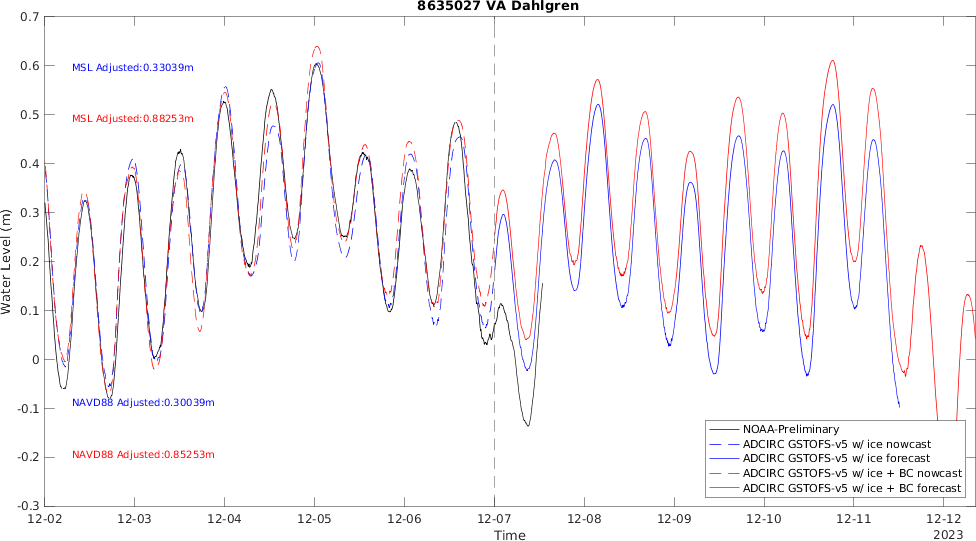 8635027 VA Dahlgren
0.7
0.6
0.5
0.4
0.3
0.2
0.1
0
-0.1
-0.2
-0.3
Water Level (m)
MSL Adjusted:0.33039m
MSL Adjusted:0.88253m
NAVD88 Adjusted:0.30039m
NAVD88 Adjusted:0.85253m
NOAA-Preliminary
ADCIRC GSTOFS-v5 w/ ice nowcast
ADCIRC GSTOFS-v5 w/ ice forecast
ADCIRC GSTOFS-v5 w/ ice + BC nowcast
ADCIRC GSTOFS-v5 w/ ice + BC forecast
12-02 12-03 12-04 12-05 12-06 12-07 12-08 12-09 12-10 12-11 12-12
Time
2023